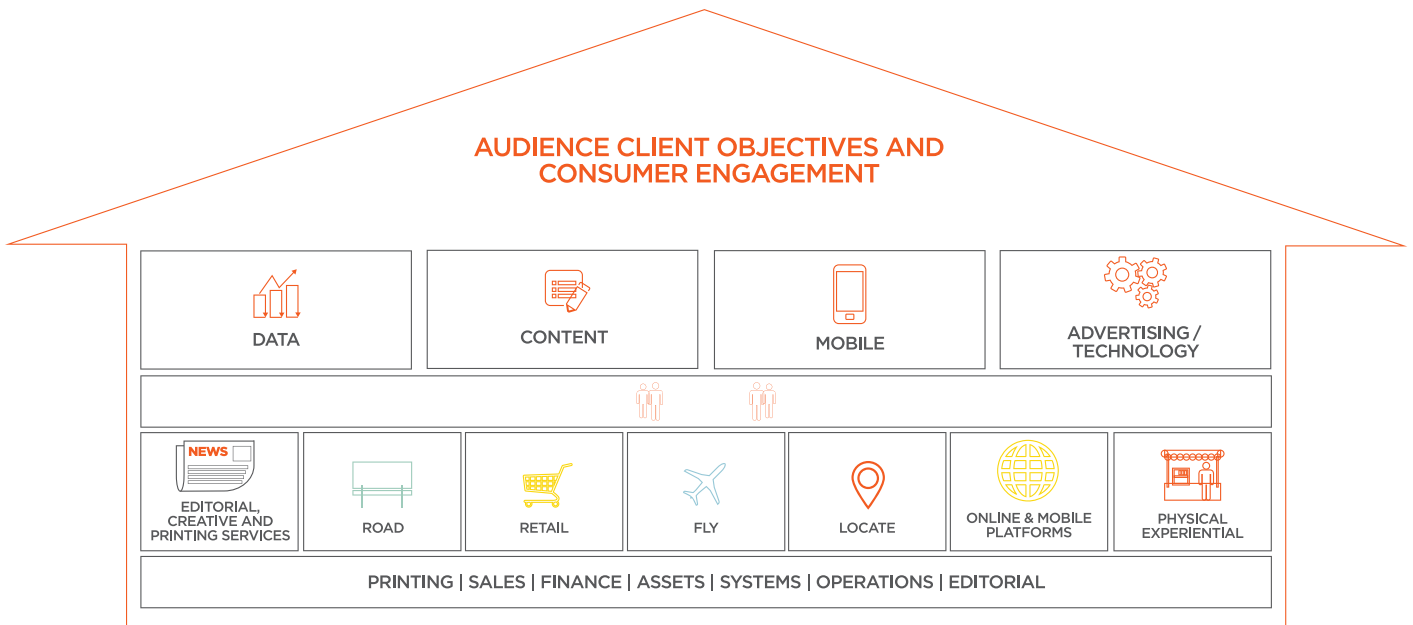 AUDIENCE CLIENT OBJECTIVES AND
CONSUMER ENGAGEMENT
DATA
CONTENT
MOBILE
ADVERTISING /
TECHNOLOGY
NEWS
EDITORIAL,
CREATIVE AND
PRINTING SERVICES
ROAD
RETAIL
FLY
LOCATE
ONLINE & MOBILE
PLATFORMS
PHYSICAL
EXPERIENTIAL
PRINTING | SALES | FINANCE | ASSETS | SYSTEMS | OPERATIONS | EDITORIAL